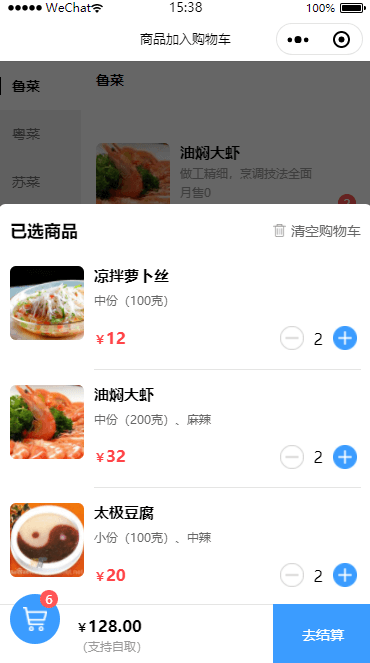 WeChat 15:38 100%
商品加入购物车
鲁菜 鲁菜
粤菜
油焖大虾
做工精细，烹调技法全面
苏菜
月售0
2
已选商品 清空购物车
凉拌萝卜丝
中份（100克）
￥12 2
油焖大虾
中份（200克）、麻辣
￥32 2
太极豆腐
小份（100克）、中辣
￥20 2
6
￥128.00
（支持自取）
去结算